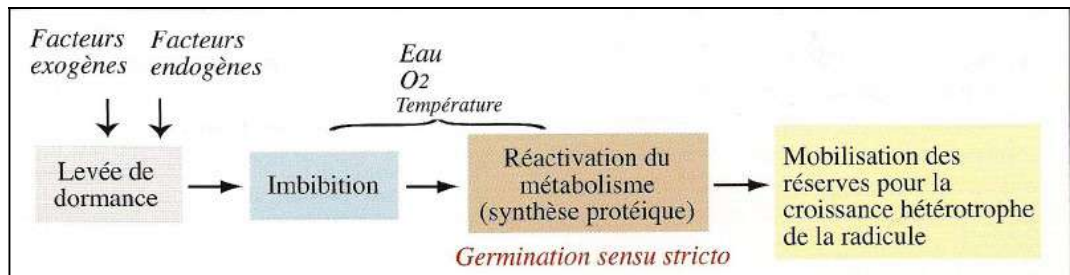 Facteurs
exogènes
Facteurs
endogènes
Eau
O2
Température
Levée de
dormance
Imbibition
Réactivation du
métabolisme
(synthèse protéique)
Mobilisation des
réserves pour la
croissance hétérotrophe
de la radicule
Germination sensu stricto